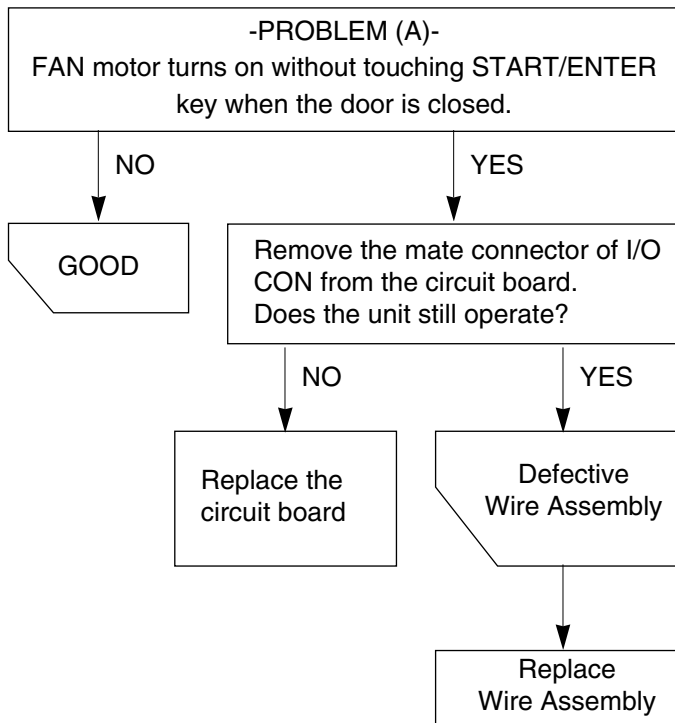 -PROBLEM (A)-
FAN motor turns on without touching START/ENTER
key when the door is closed.
NO
YES
GOOD
Remove the mate connector of I/O
CON from the circuit board.
Does the unit still operate?
NO
YES
Replace the
circuit board
Defective
Wire Assembly
Replace
Wire Assembly